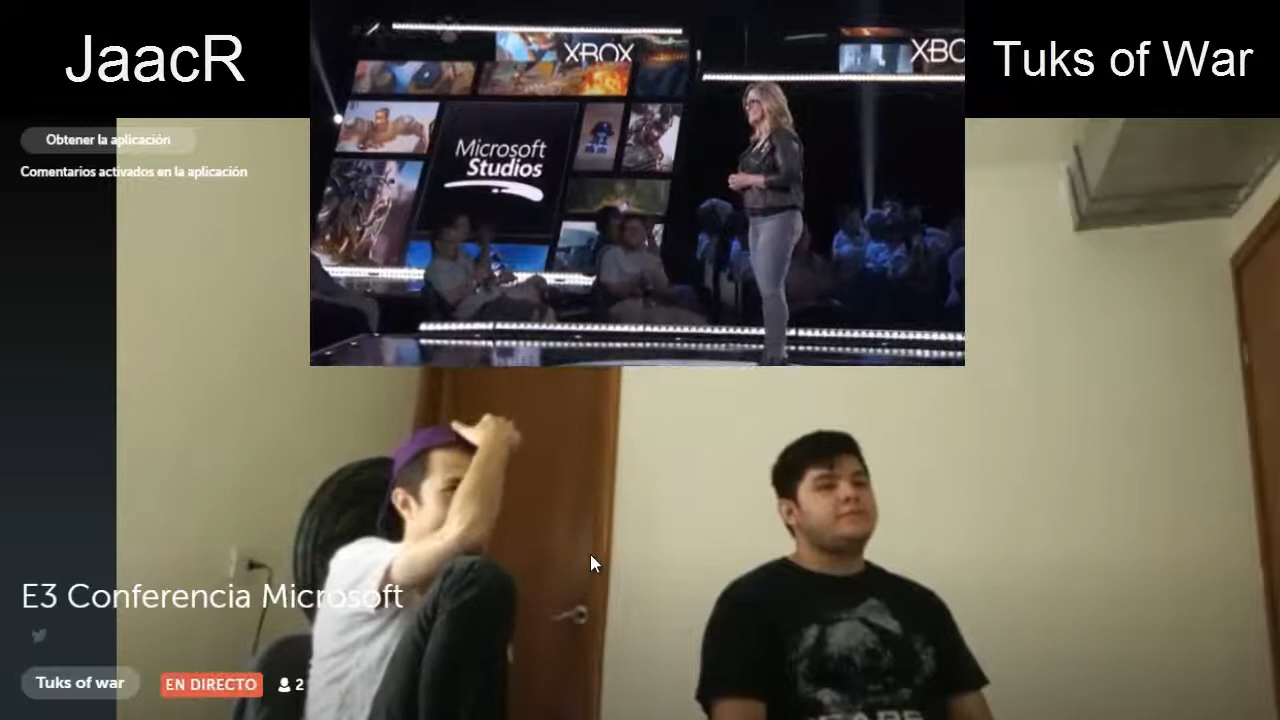 JaacR
XBOX
XBC
Tuks of War
Obtener la aplicación
Comentarios activados en la aplicación
Microsoft
Studios
E3 Conferencia Microsoft
Tuks of war
EN DIRECTO
2